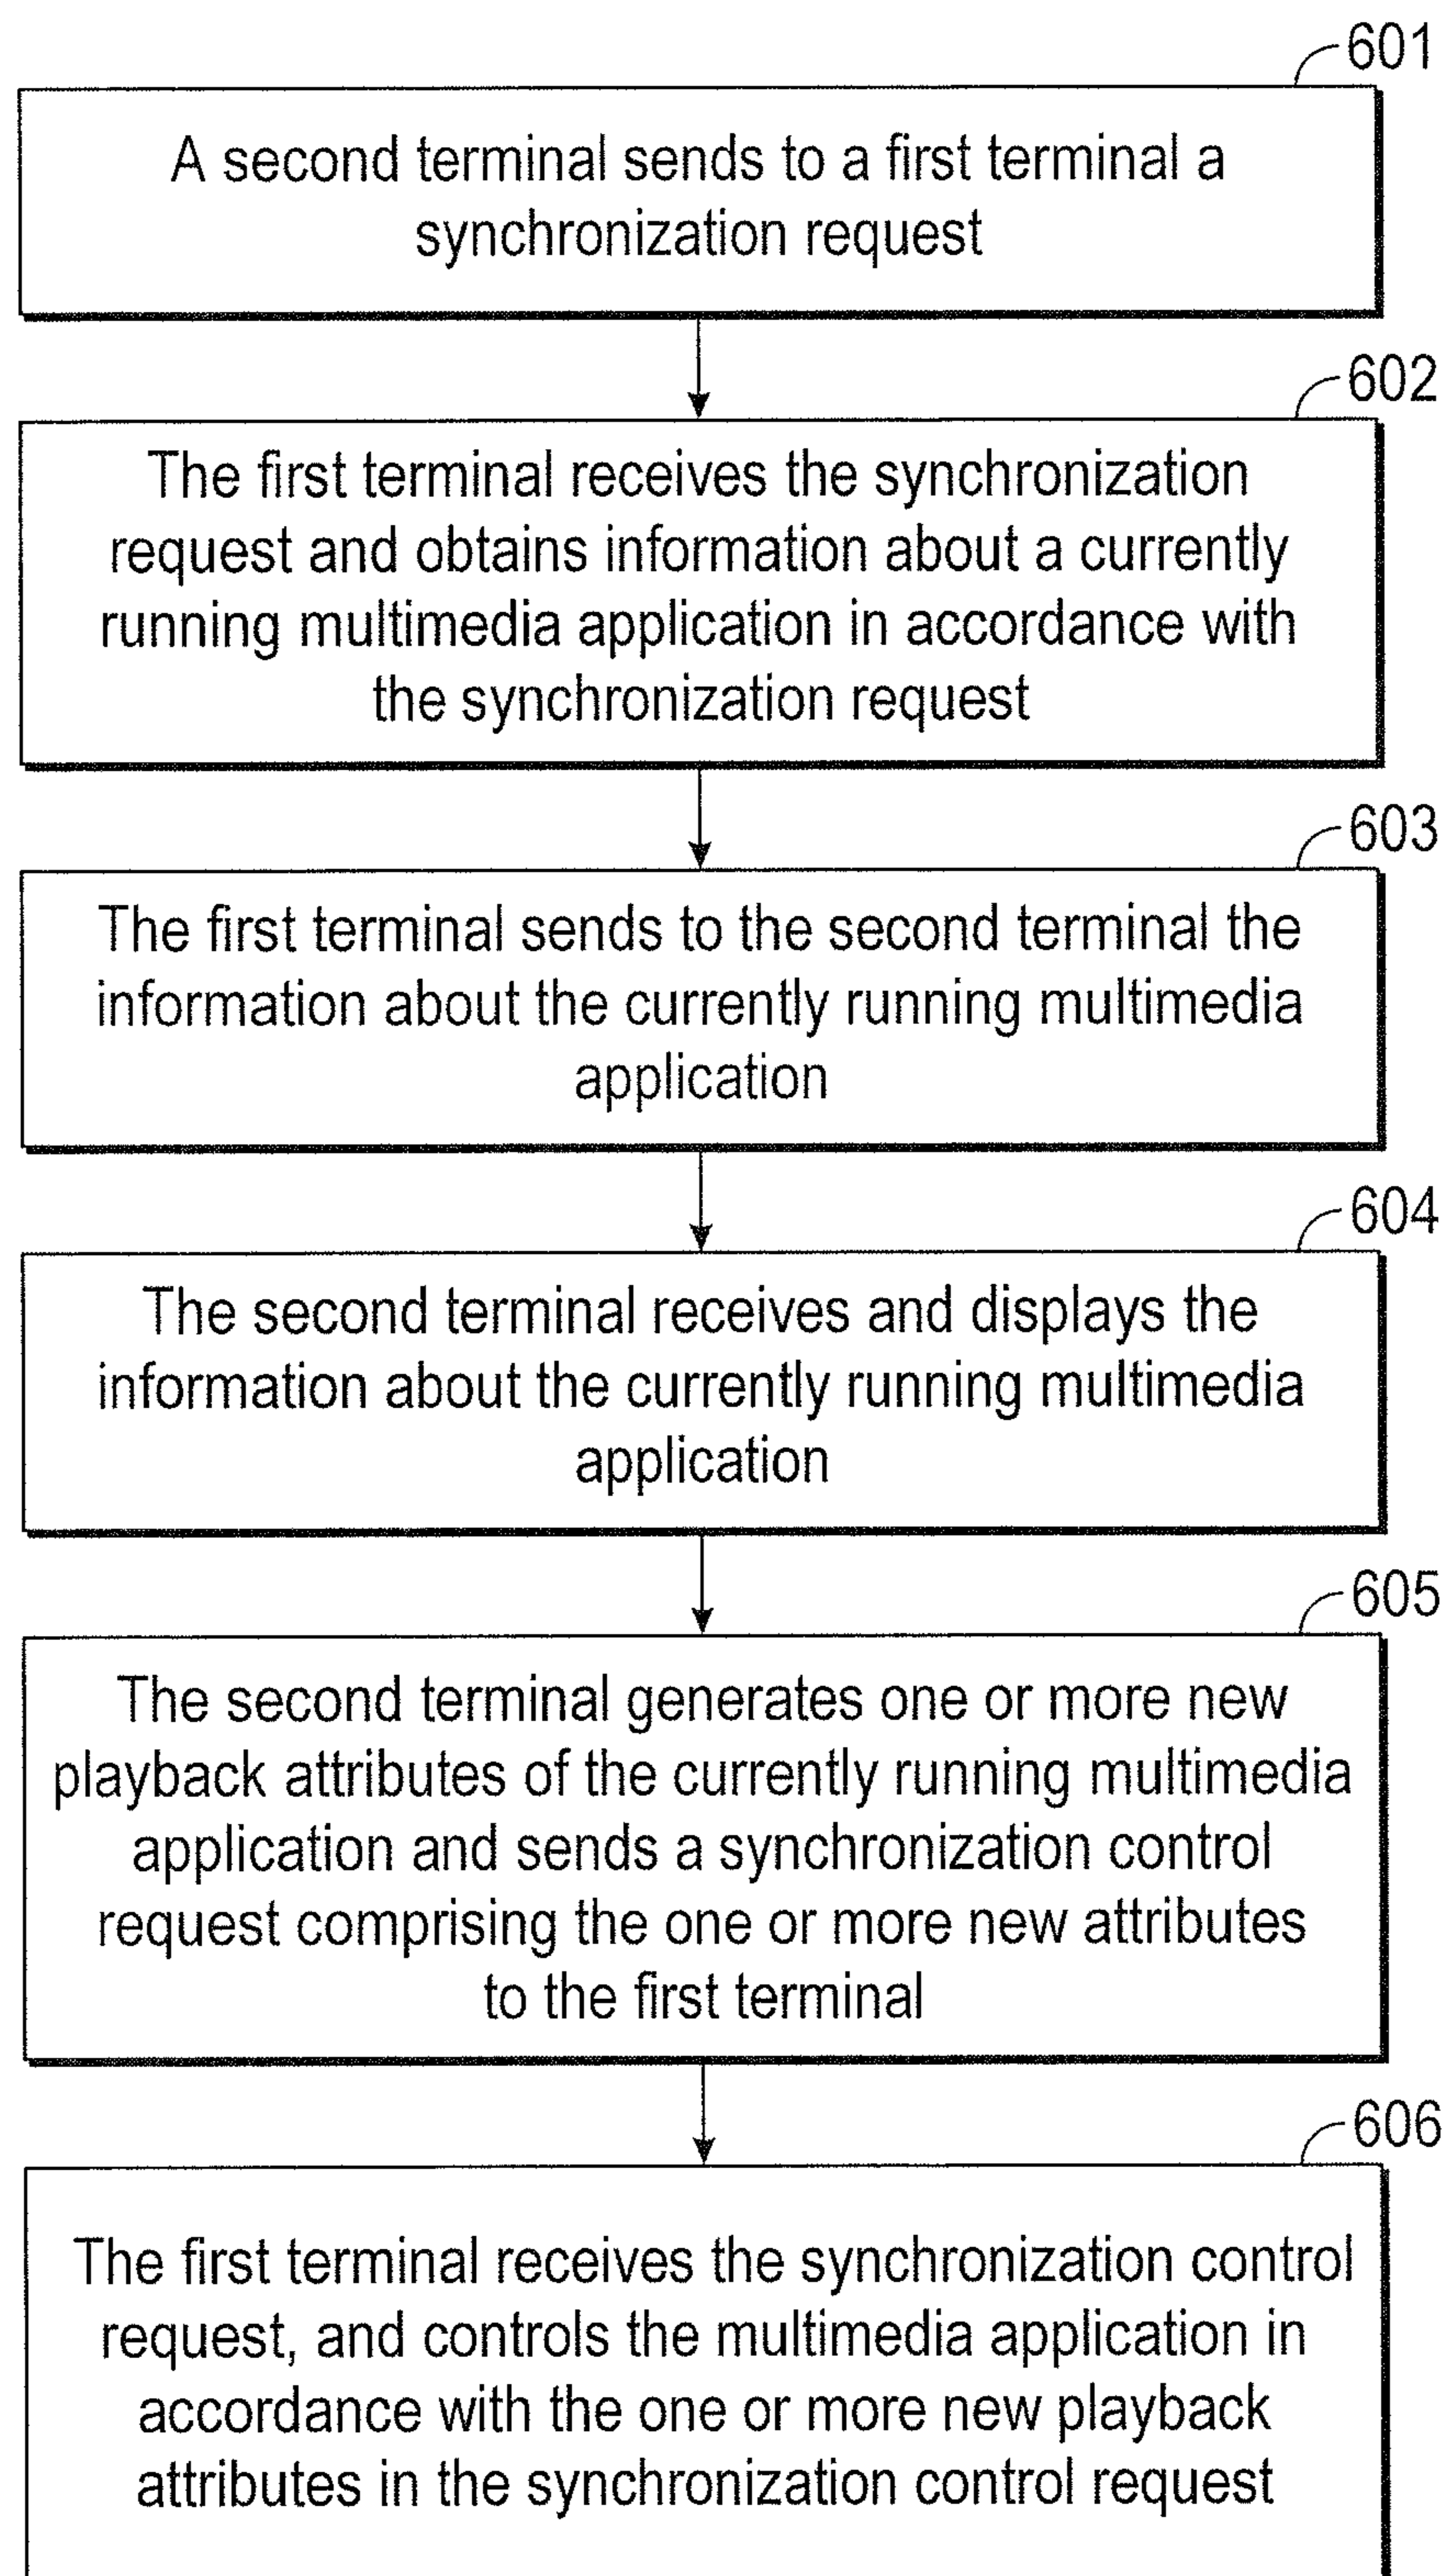 601
A second terminal sends to a first terminal a
synchronization request
602
The first terminal receives the synchronization
request and obtains information about a currently
running multimedia application in accordance with
the synchronization request
603
The first terminal sends to the second terminal the
information about the currently running multimedia
application
604
The second terminal receives and displays the
information about the currently running multimedia
application
605
The second terminal generates one or more new
playback attributes of the currently running multimedia
application and sends a synchronization control
request comprising the one or more new attributes
to the first terminal
606
The first terminal receives the synchronization control
request, and controls the multimedia application in
accordance with the one or more new playback
attributes in the synchronization control request